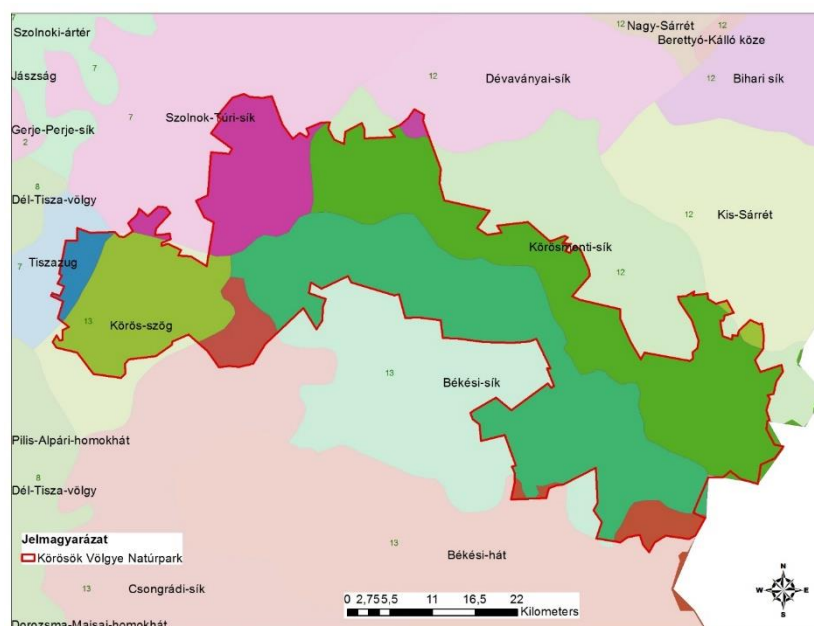 7
Szolnoki-ártér
12
Nagy-Sárrét
12
Berettyó-Kálló köze
7
Jászság
7
12
Dévaványai-sík
12
Bihari sík
Gerje-Perje-sík
7
Szolnok-Túri-sík
2
8
Dél-Tisza-völgy
12
Kis-Sárrét
Tiszazug
7
Körösmenti-sík
12
13
Körös-szög
13
Békési-sík
Pilis-Alpári-homokhát
8
Dél-Tisza-völgy
Jelmagyarázat
Körösök Völgye Natúrpark
13
Békési-hát
13
Csongrádi-sík
0 2,755,5 11 16,5 22
Kilometers
N
W E
S
Dorozsma-Majsai-homokhát